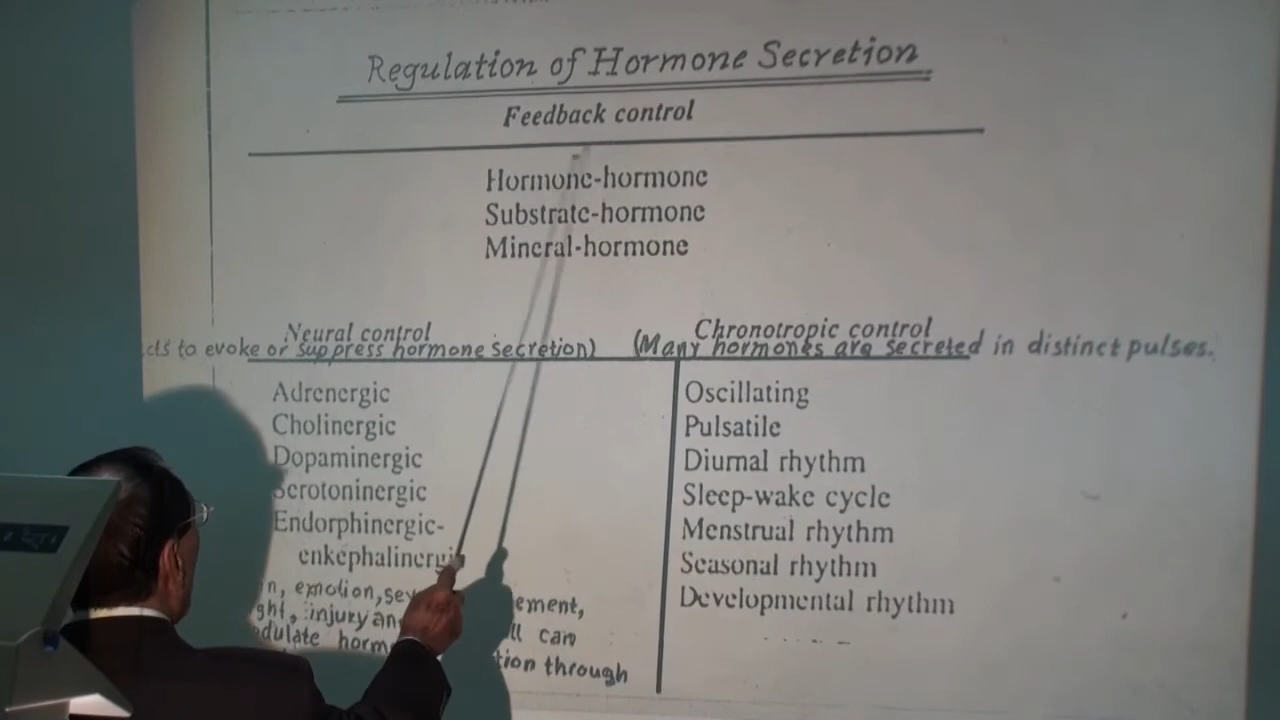 Regulation of Hormone Secretion
Feedback control
Hormone-hormone
Substrate-hormone
Mineral-hormone
Neural control
cts to evoke or suppress hormone secretion)
Adrenergic
Cholinergic
Dopaminergic
Serotoninergic
Endorphinergic-
enkephalinergi
n, emotion, sev ement,
ght, injury an ll can
dulate horm
tion through
Chronotropic control
(Many hormones are secreted in distinct pulses.
Oscillating
Pulsatile
Diurnal rhythm
Sleep-wake cycle
Menstrual rhythm
Seasonal rhythm
Developmental rhythm